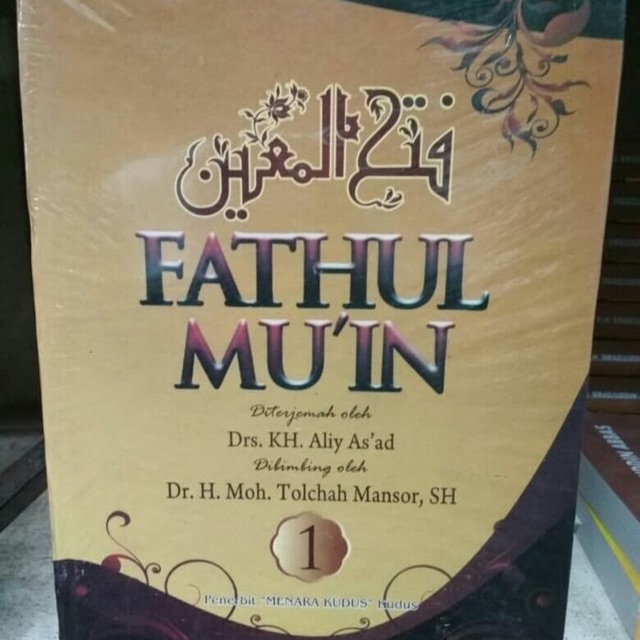 فتح المعين
FATHUL
MU'IN
Diterjemah oleh
Drs. KH. Aliy As'ad
Dibimbing oleh
Dr. H. Moh. Tolchah Mansor, SH
1
Penerbit "MENARA KUDUS" Kudus